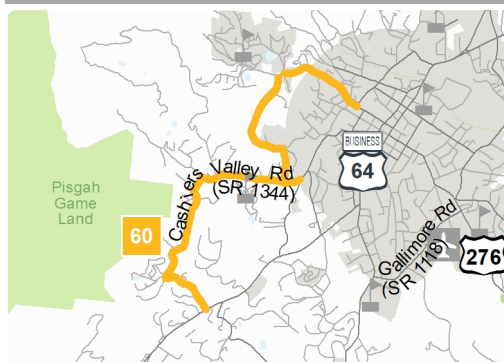 BUSINESS
64
Cashiers Valley Rd
(SR 1344)
Pisgah
Game
Land
60
Gallimore Rd
(SR 1118)
276